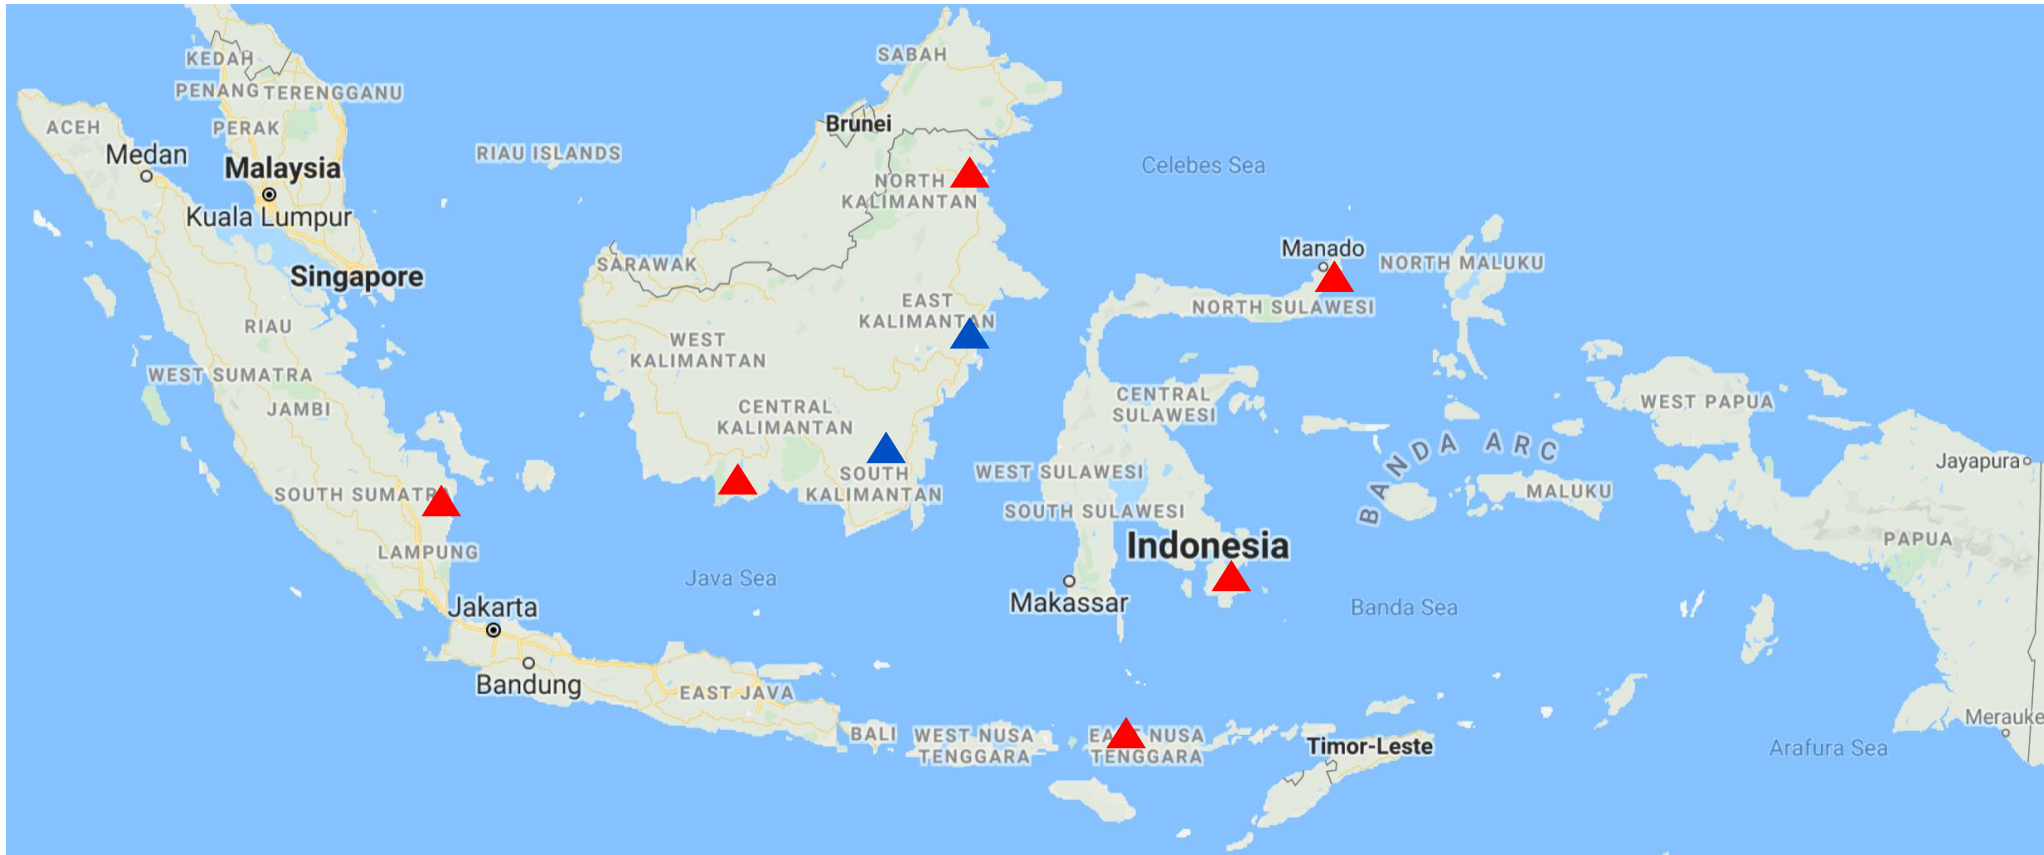 KEDAH
PENANG
TERENGGANU
SABAH
ACEH
PERAK
Brunei
Medan
RIAU ISLANDS
Malaysia
Celebes Sea
NORTH
KALIMANTAN
Kuala Lumpur
Manado
SARAWAK
NORTH MALUKU
Singapore
EAST
KALIMANTAN
NORTH SULAWESI
RIAU
WEST
KALIMANTAN
WEST SUMATRA
JAMBI
CENTRAL
KALIMANTAN
CENTRAL
SULAWESI
WEST PAPUA
BANDA ARC
Jayapura
SOUTH
KALIMANTAN
WEST SULAWESI
SOUTH SUMATRA
MALUKU
SOUTH SULAWESI
LAMPUNG
Indonesia
PAPUA
Java Sea
Makassar
Banda Sea
Jakarta
Bandung
EAST JAVA
BALI
WEST NUSA
TENGGARA
EAST NUSA
TENGGARA
Timor-Leste
Merauke
Arafura Sea